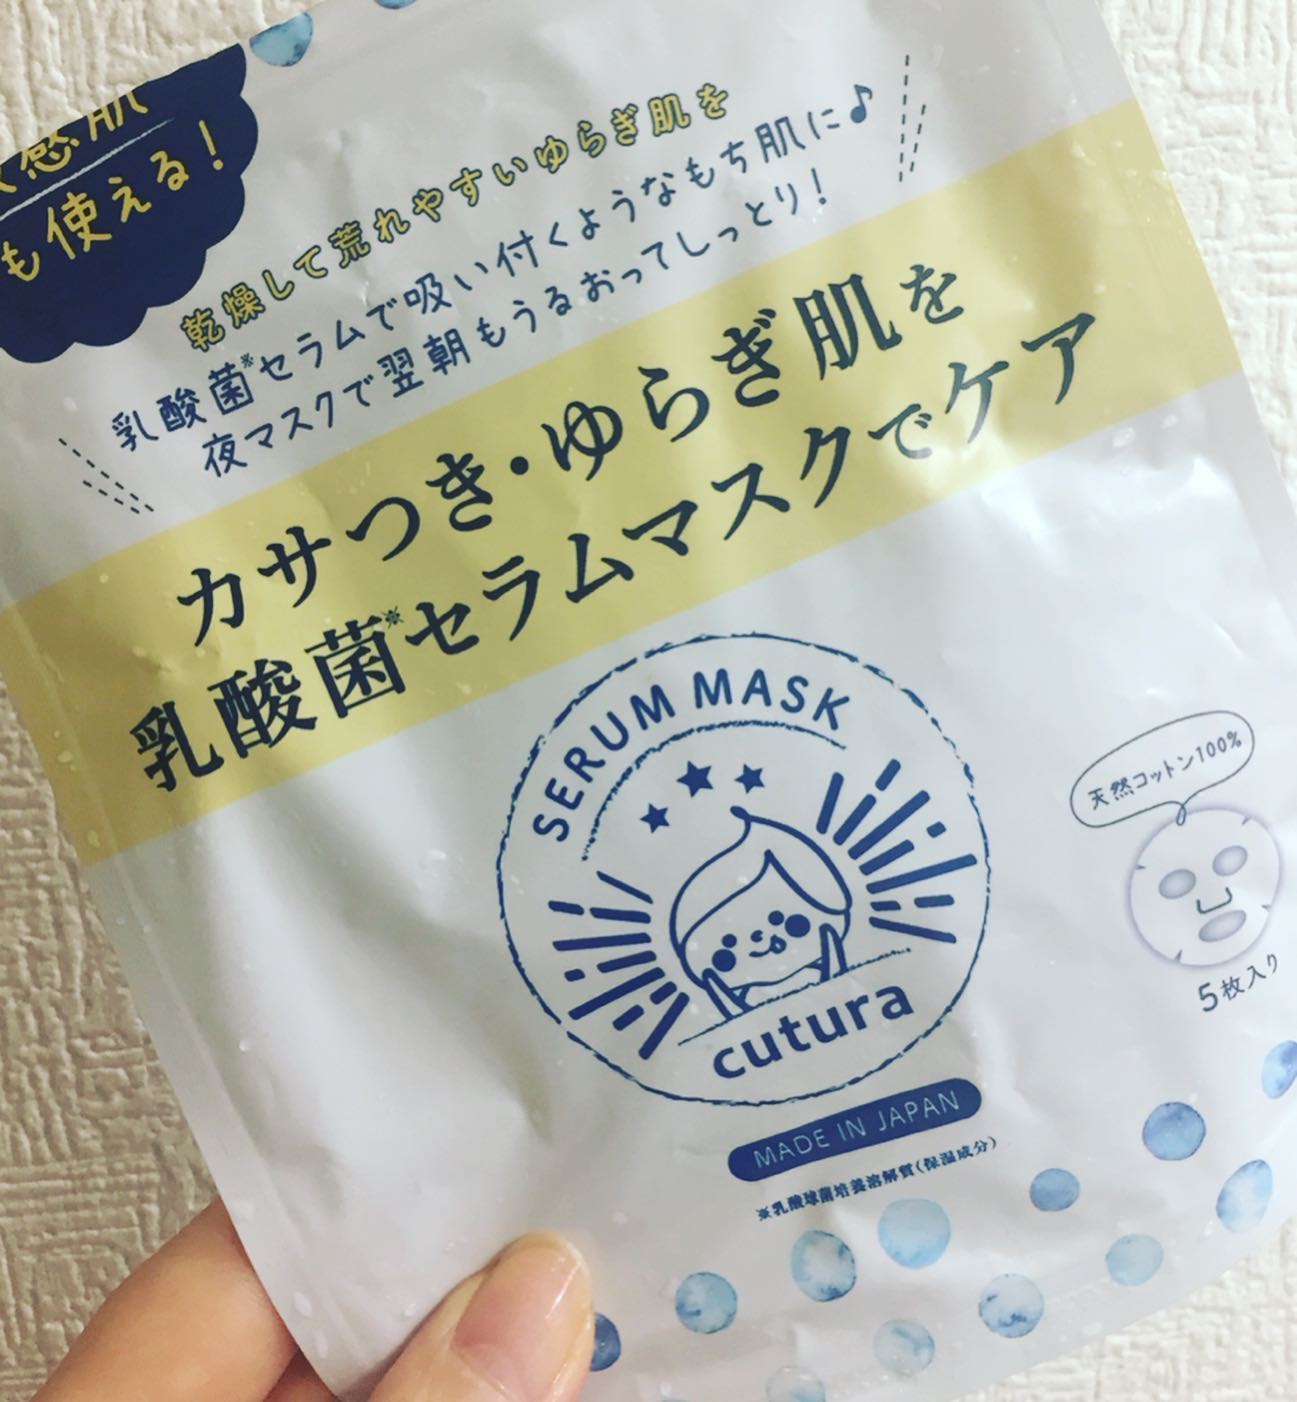 感肌
も使える!
乾燥して荒れやすいゆらぎ肌を
乳酸菌※セラムで吸い付くようなもち肌に♪
夜マスクで翌朝もうるおってしっとり!
カサつき・ゆらぎ肌を
乳酸菌※セラムマスクでケア
SERUM MASK
cutura
天然コットン100%
5枚入り
MADE IN JAPAN
※乳酸球菌培養溶解質(保湿成分)